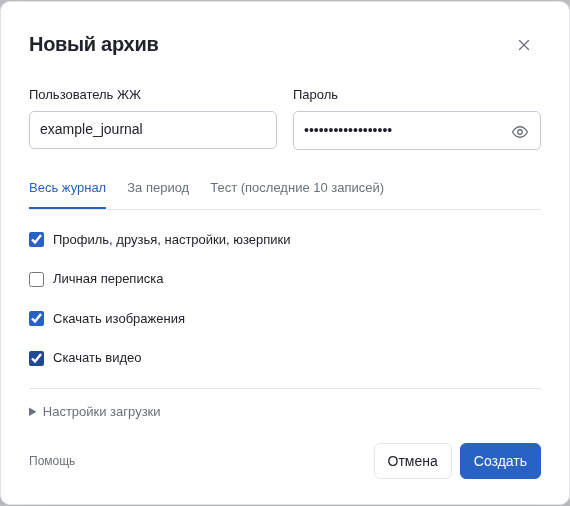 Новый архив
Пользователь ЖЖ Пароль
example_journal ••••••••••••••••••
Весь журнал За период Тест (последние 10 записей)
Профиль, друзья, настройки, юзерпики
Личная переписка
Скачать изображения
Скачать видео
Настройки загрузки
Помощь Отмена Создать